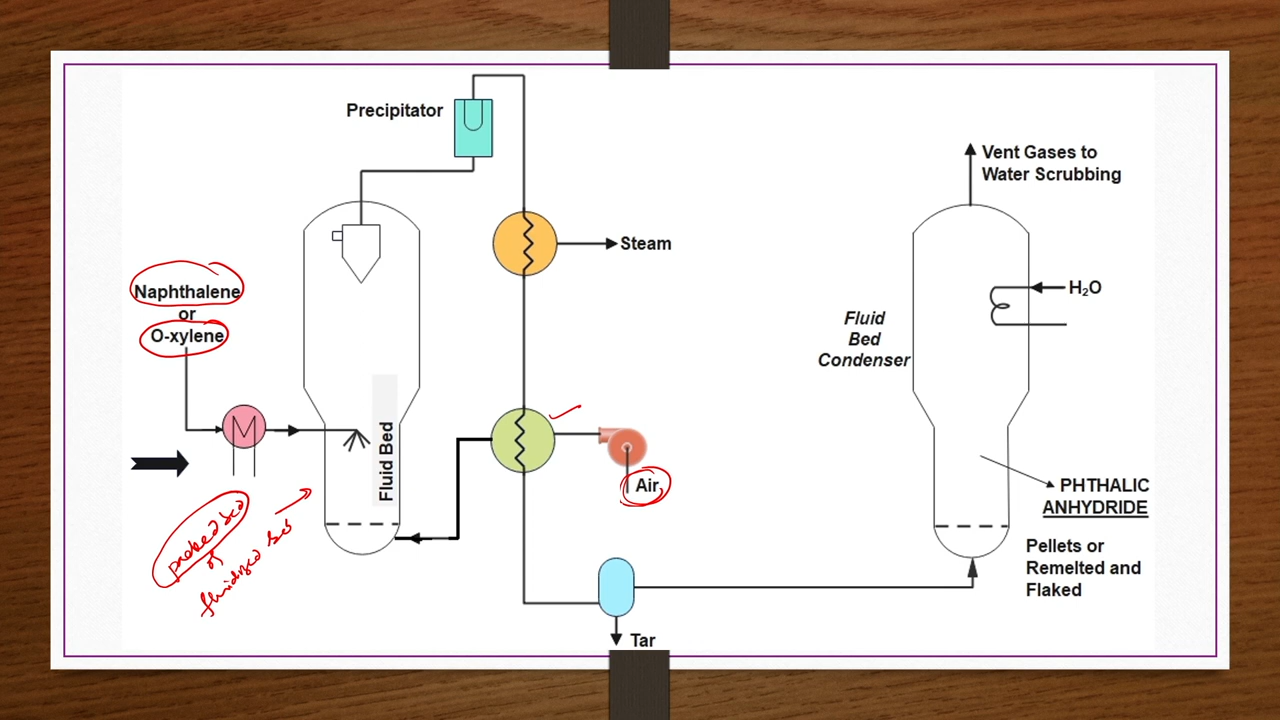 Precipitator
Vent Gases to
Water Scrubbing
Steam
Naphthalene
or
O-xylene
H₂O
Fluid
Bed
Condenser
Fluid Bed
Air
PHTHALIC
ANHYDRIDE
Pellets or
Remelted and
Flaked
Tar